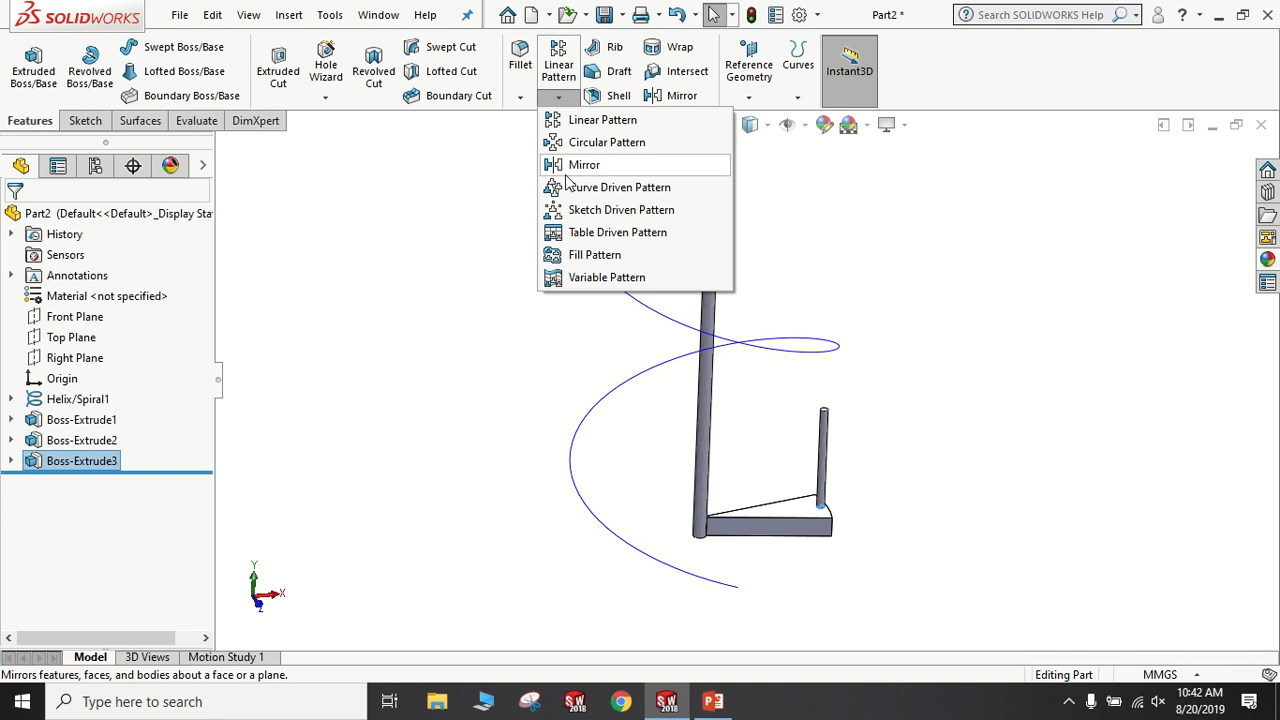 SOLIDWORKS
File Edit View Insert Tools Window Help
Part2 *
Search SOLIDWORKS Help
?
Extruded Boss/Base
Revolved Boss/Base
Swept Boss/Base
Lofted Boss/Base
Boundary Boss/Base
Extruded Cut
Hole Wizard
Revolved Cut
Swept Cut
Lofted Cut
Boundary Cut
Fillet
Linear Pattern
Rib
Draft
Shell
Wrap
Intersect
Mirror
Reference Geometry
Curves
Instant3D
Features Sketch Surfaces Evaluate DimXpert
Linear Pattern
Circular Pattern
Mirror
Curve Driven Pattern
Sketch Driven Pattern
Table Driven Pattern
Fill Pattern
Variable Pattern
Part2 (Default<<Default>_Display Sta
History
Sensors
Annotations
Material <not specified>
Front Plane
Top Plane
Right Plane
Origin
Helix/Spiral1
Boss-Extrude1
Boss-Extrude2
Boss-Extrude3
Y
X
Z
Model 3D Views Motion Study 1
Mirrors features, faces, and bodies about a face or a plane.
Editing Part
MMGS
Type here to search
SW 2018
SW 2018
10:42 AM
8/20/2019